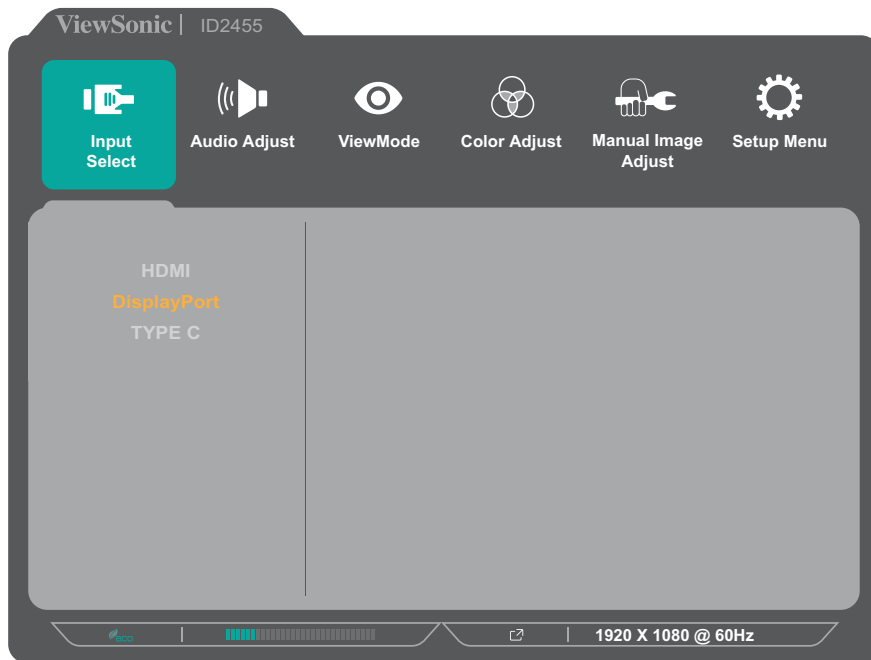 ViewSonic | ID2455
Input Select
Audio Adjust
ViewMode
Color Adjust
Manual Image Adjust
Setup Menu
HDMI
DisplayPort
TYPE C
eco
1920 X 1080 @ 60Hz